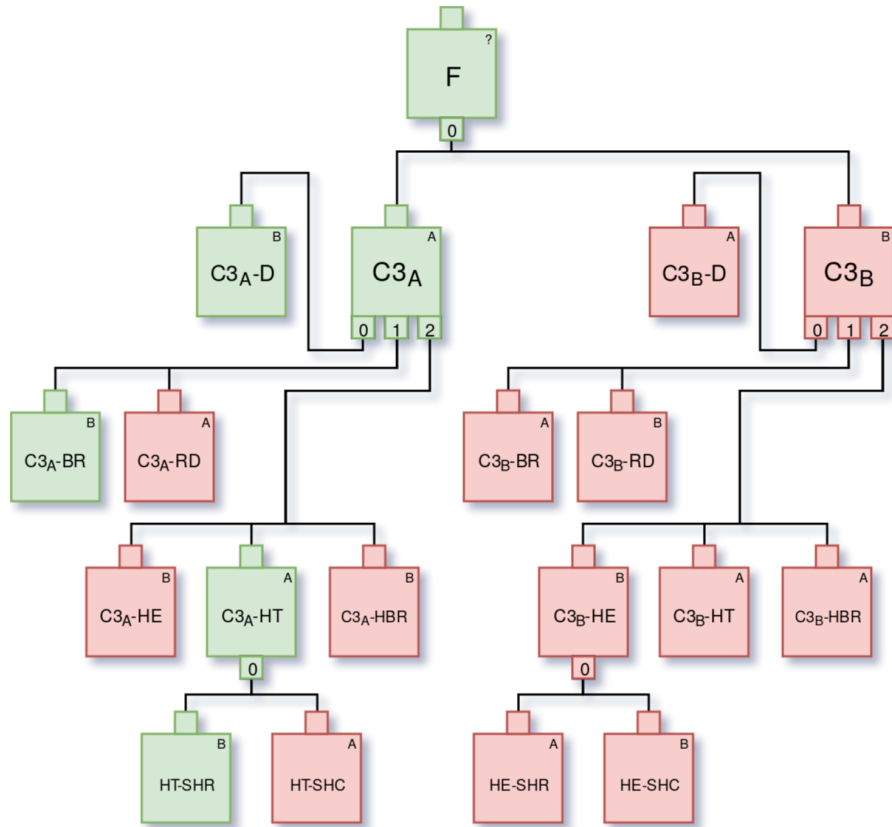 ?
F
0
B
C3A-D
A
C3A
0 1 2
A
C3B-D
B
C3B
0 1 2
B
C3A-BR
A
C3A-RD
A
C3B-BR
B
C3B-RD
B
C3A-HE
A
C3A-HT
0
B
C3A-HBR
B
C3B-HE
0
A
C3B-HT
A
C3B-HBR
B
HT-SHR
A
HT-SHC
A
HE-SHR
B
HE-SHC